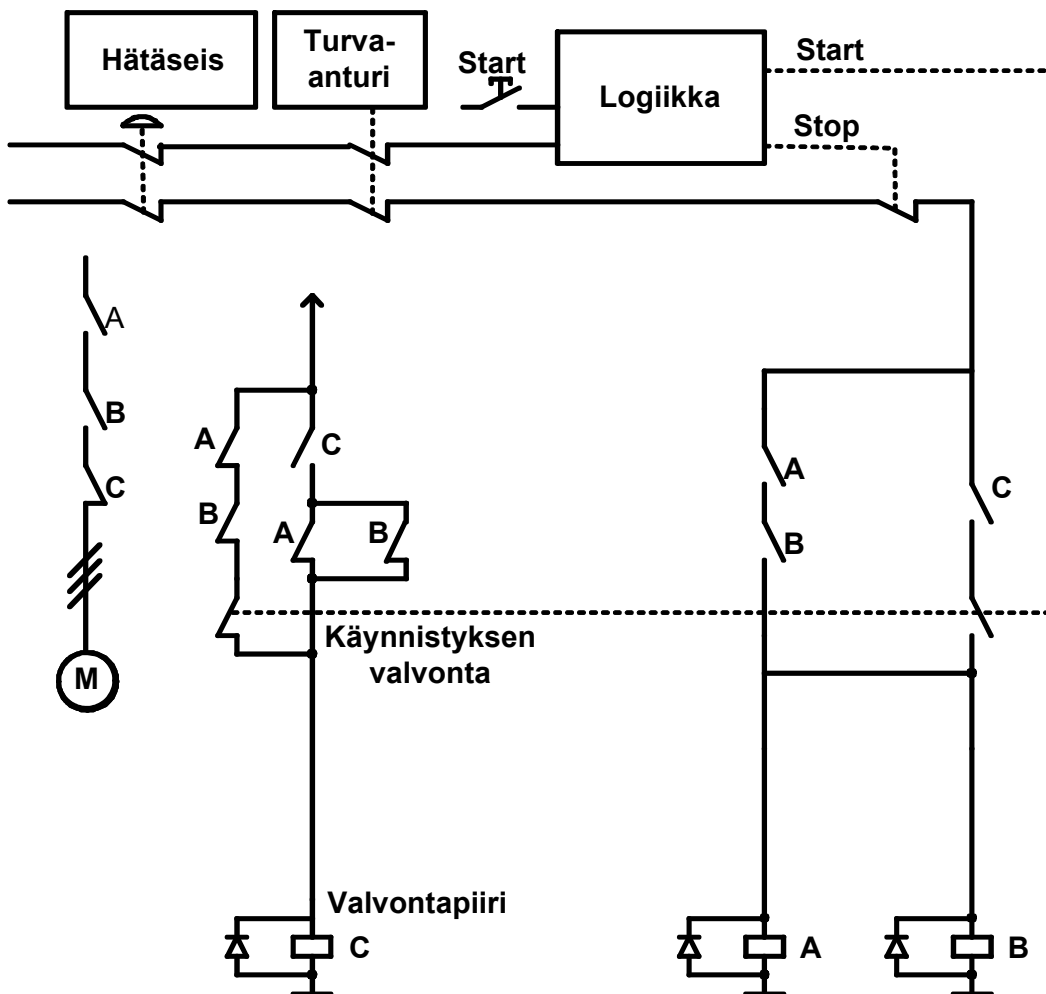 Hätäseis
Turva-
anturi
Start
Logiikka
Start
Stop
A
B
C
M
A
B
C
A
B
A
B
C
Käynnistyksen
valvonta
Valvontapiiri
C
A
B